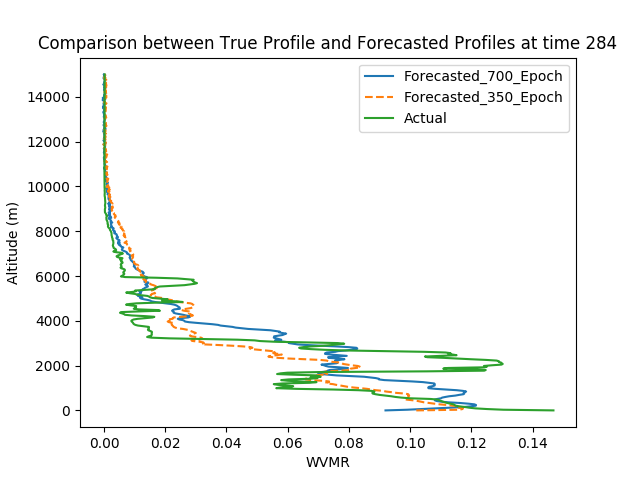 Comparison between True Profile and Forecasted Profiles at time 284
Forecasted_700_Epoch
Forecasted_350_Epoch
Actual
Altitude (m)
14000
12000
10000
8000
6000
4000
2000
0
0.00 0.02 0.04 0.06 0.08 0.10 0.12 0.14
WVMR